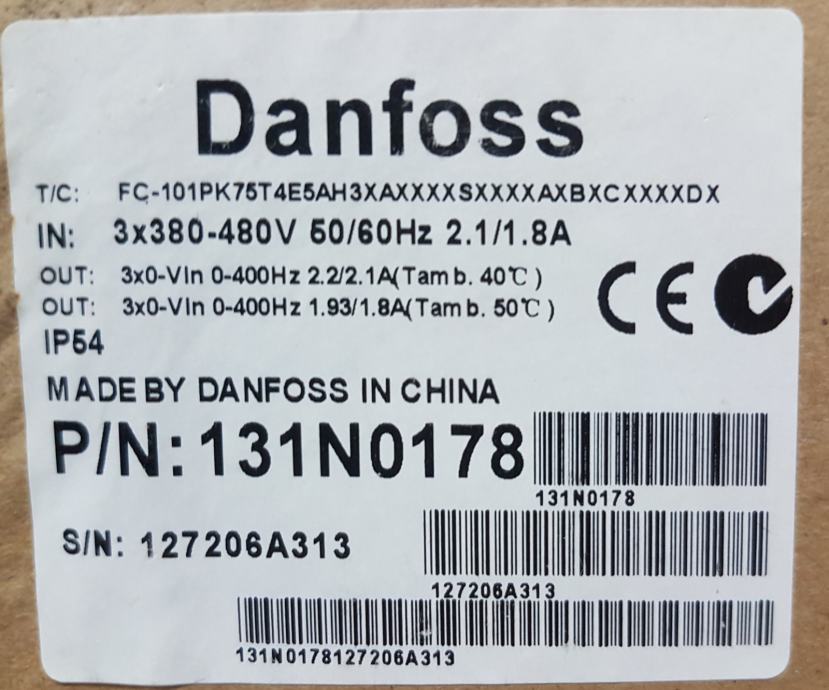 Danfoss
T/C: FC-101PK75T4E5AH3XAXXXXSXXXXAXBXCXXXXDX
IN: 3x380-480V 50/60Hz 2.1/1.8A
OUT: 3x0-Vin 0-400Hz 2.2/2.1A(Tamb. 40℃)
OUT: 3x0-Vin 0-400Hz 1.93/1.8A(Tamb. 50℃)
CE
IP54
MADE BY DANFOSS IN CHINA
P/N: 131N0178
131N0178
S/N: 127206A313
127206A313
131N0178127206A313